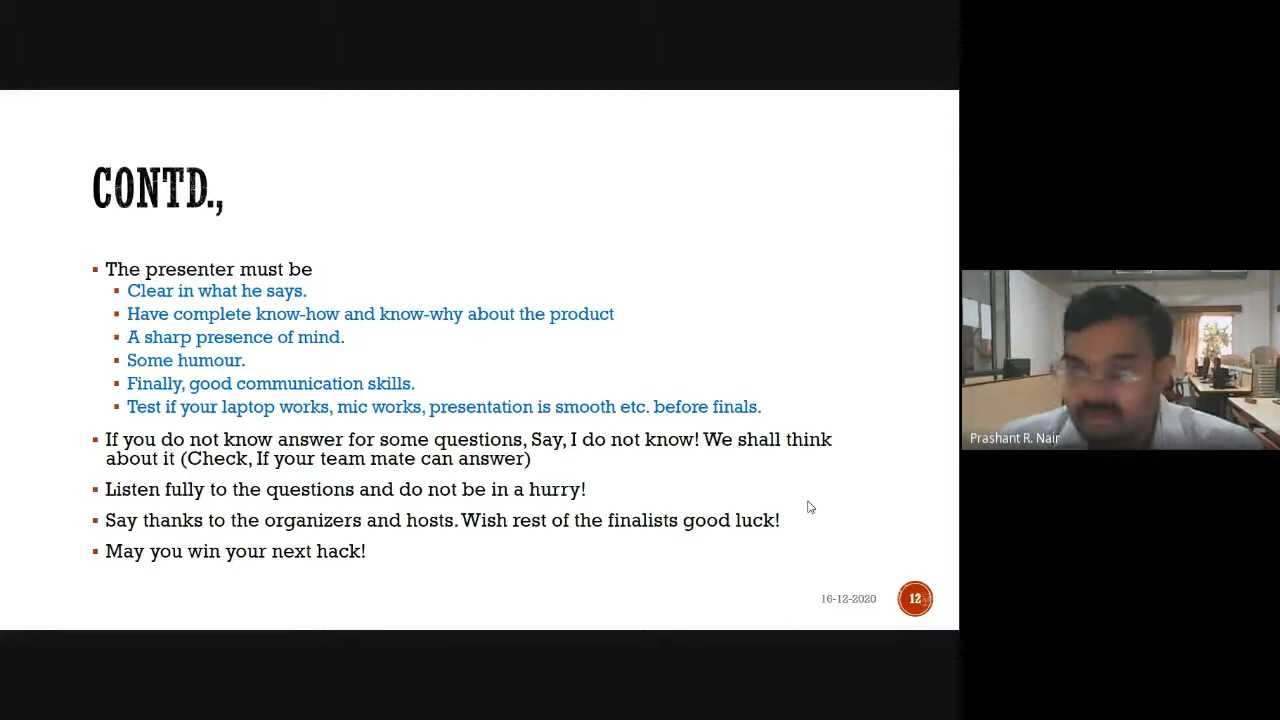 CONTD.,
The presenter must be
Clear in what he says.
Have complete know-how and know-why about the product
A sharp presence of mind.
Some humour.
Finally, good communication skills.
Test if your laptop works, mic works, presentation is smooth etc. before finals.
If you do not know answer for some questions, Say, I do not know! We shall think
about it (Check, If your team mate can answer)
Listen fully to the questions and do not be in a hurry!
Say thanks to the organizers and hosts. Wish rest of the finalists good luck!
May you win your next hack!
16-12-2020
12
Prashant R. Nair